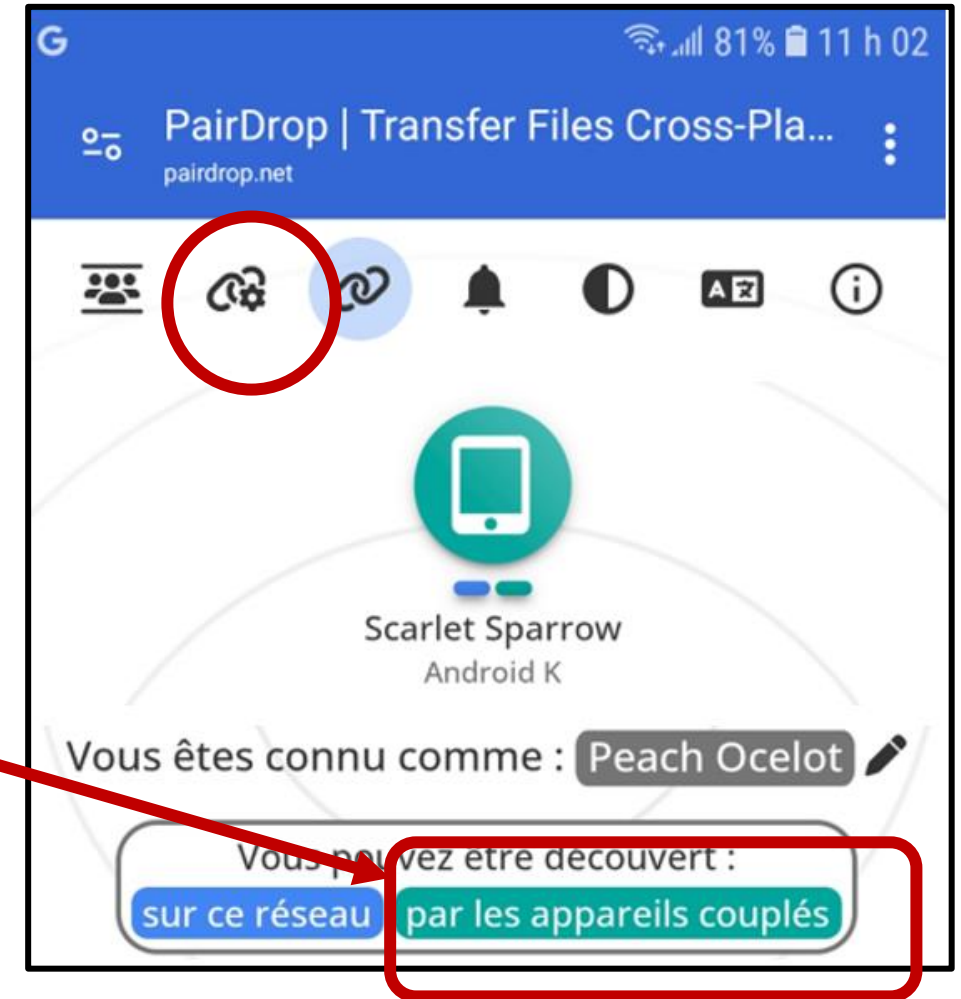 G 81% 11 h 02
PairDrop | Transfer Files Cross-Pla...
pairdrop.net
A
Scarlet Sparrow
Android K
Vous êtes connu comme : Peach Ocelot
Vous pouvez être découvert :
sur ce réseau par les appareils couplés